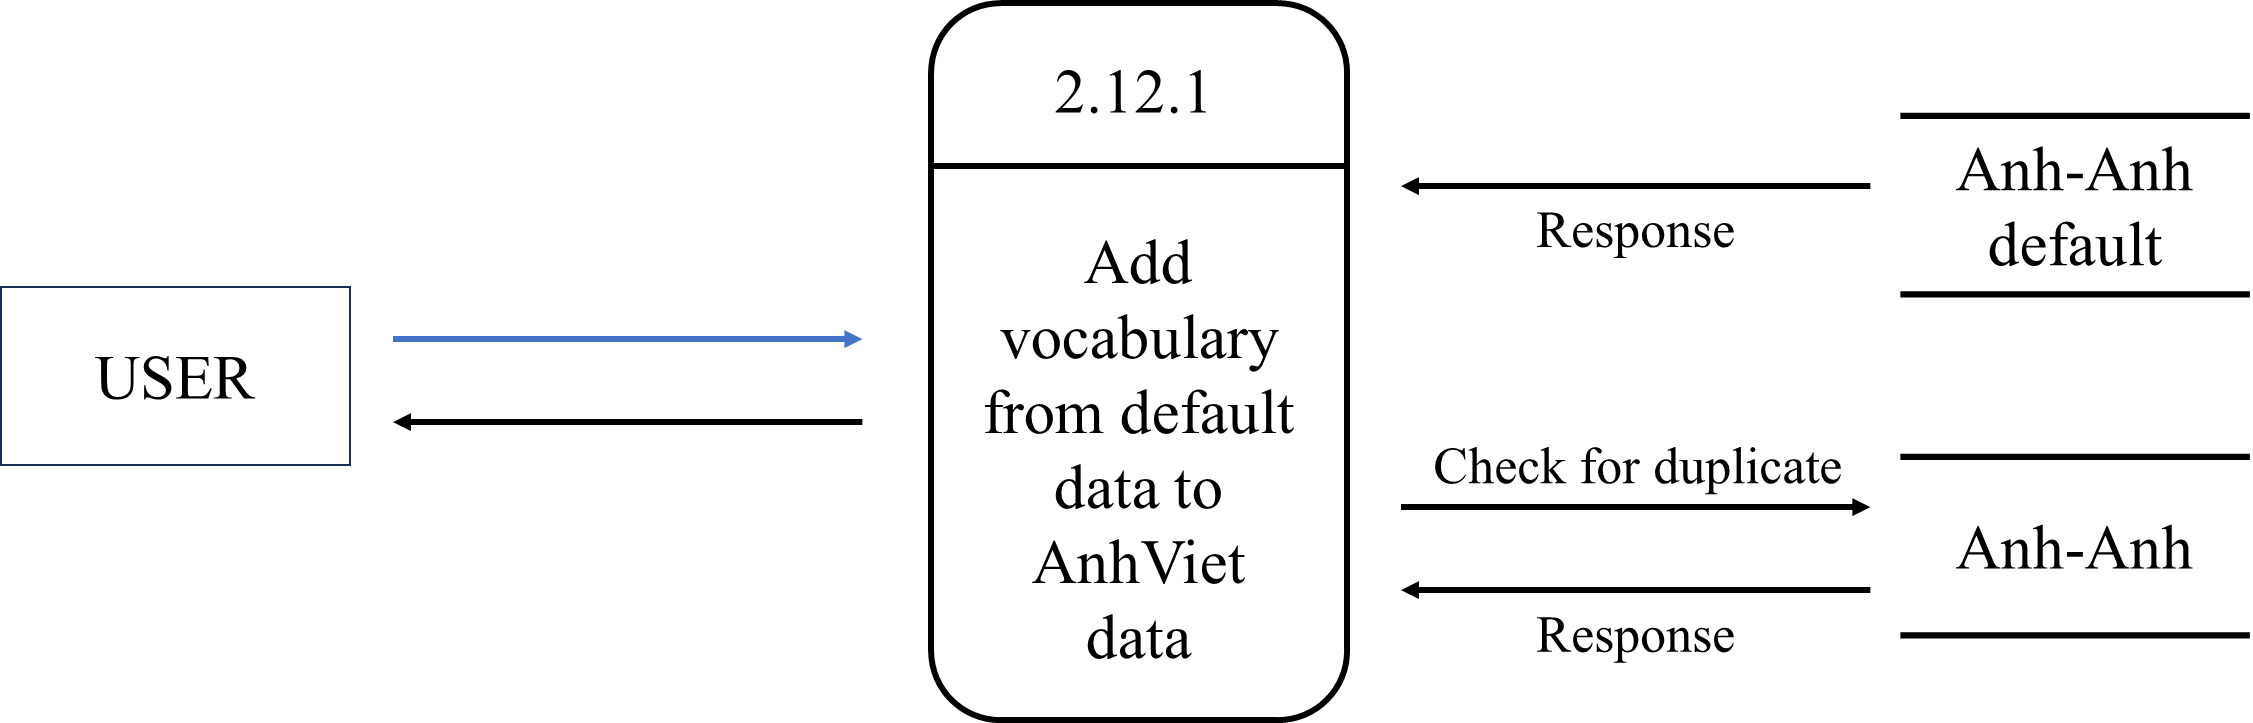 USER
2.12.1
Add
vocabulary
from default
data to
AnhViet
data
Response
Anh-Anh
default
Check for duplicate
Response
Anh-Anh